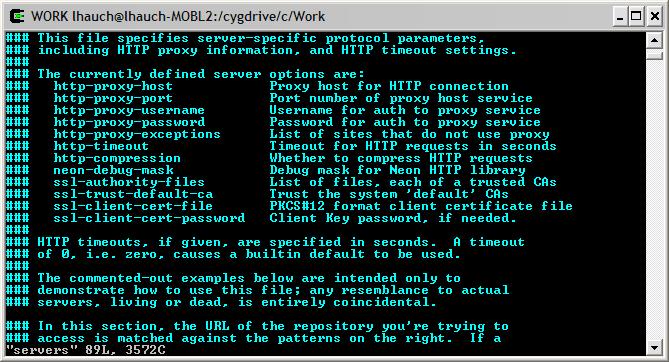 WORK lhauch@lhauch-MOBL2:/cygdrive/c/Work
### This file specifies server-specific protocol parameters,
### including HTTP proxy information, and HTTP timeout settings.
###
### The currently defined server options are:
### http-proxy-host Proxy host for HTTP connection
### http-proxy-port Port number of proxy host service
### http-proxy-username Username for auth to proxy service
### http-proxy-password Password for auth to proxy service
### http-proxy-exceptions List of sites that do not use proxy
### http-timeout Timeout for HTTP requests in seconds
### http-compression Whether to compress HTTP requests
### neon-debug-mask Debug mask for Neon HTTP library
### ssl-authority-files List of files, each of a trusted CAs
### ssl-trust-default-ca Trust the system 'default' CAs
### ssl-client-cert-file PKCS#12 format client certificate file
### ssl-client-cert-password Client Key password, if needed.
###
### HTTP timeouts, if given, are specified in seconds. A timeout
### of 0, i.e. zero, causes a builtin default to be used.
###
### The commented-out examples below are intended only to
### demonstrate how to use this file; any resemblance to actual
### servers, living or dead, is entirely coincidental.
###
### In this section, the URL of the repository you're trying to
### access is matched against the patterns on the right. If a
"servers" 89L, 3572C